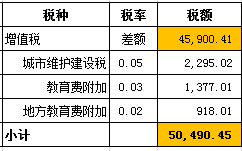 税种 税率 税额
增值税 差额 45,900.41
城市维护建设税 0.05 2,295.02
教育费附加 0.03 1,377.01
地方教育费附加 0.02 918.01
小计 50,490.45